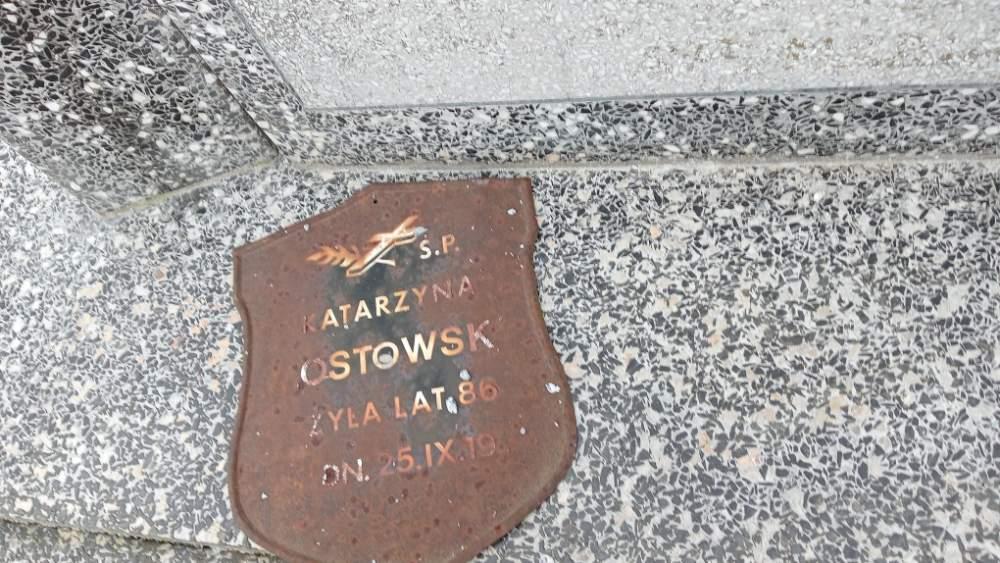 Ś.P.
KATARZYNA
OSTOWSK
ŻYŁA LAT 86
DN. 25.IX.19